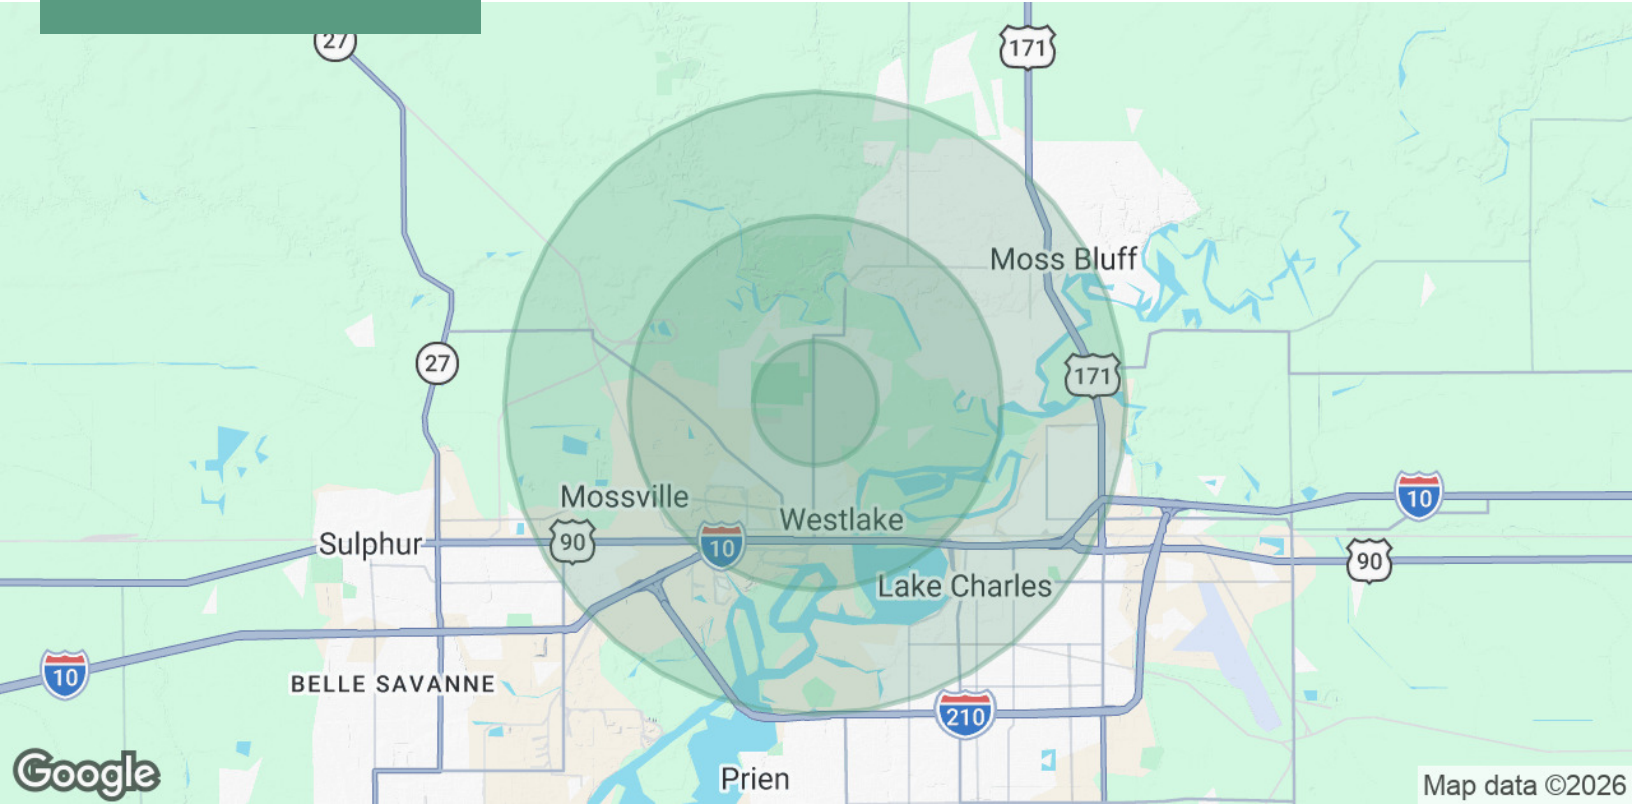 27
171
Moss Bluff
27
171
Mossville
10
Westlake
90
10
Sulphur
90
Lake Charles
10
BELLE SAVANNE
210
Google
Prien
Map data ©2026